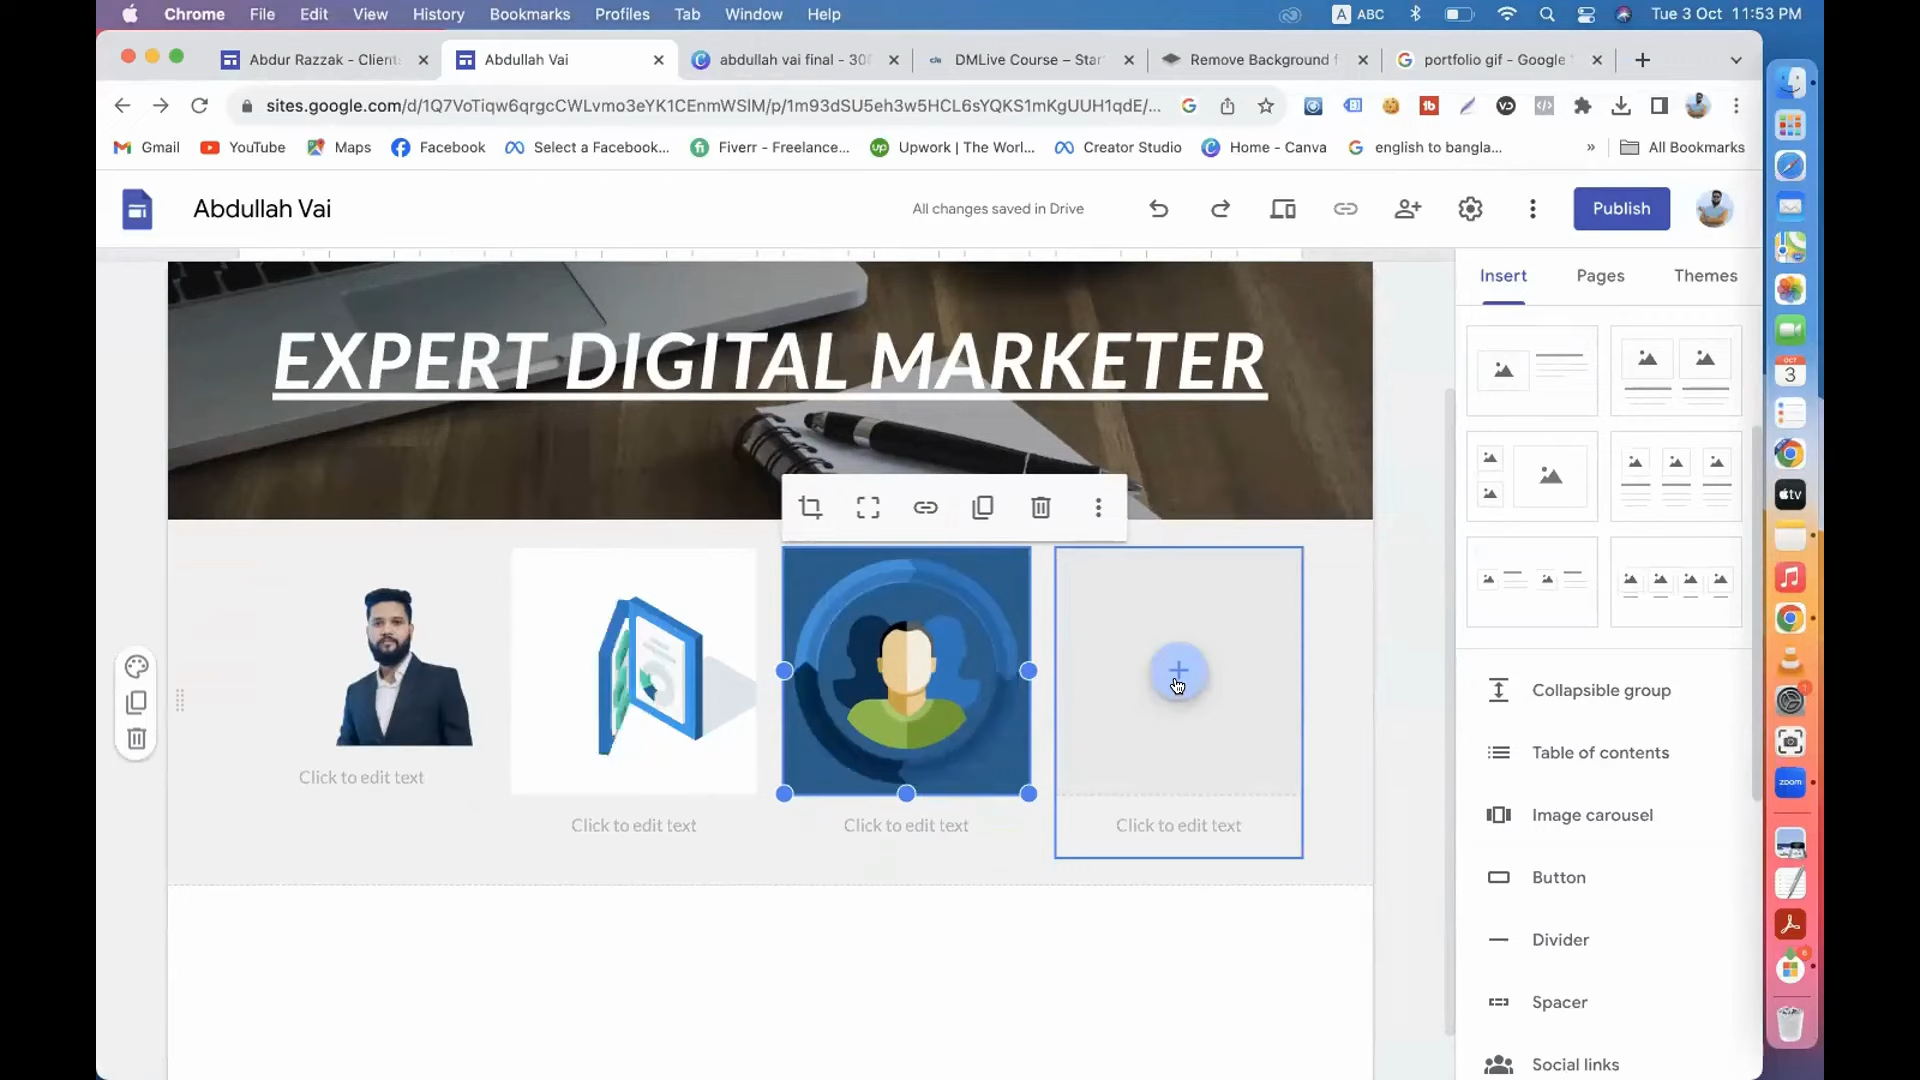 Chrome File Edit View History Bookmarks Profiles Tab Window Help A ABC Tue 3 Oct 11:53 PM
Abdur Razzak - Client Abdullah Vai abdullah vai final - 30 DMLive Course – Star Remove Background f portfolio gif - Google
sites.google.com/d/1Q7VoTiqw6qrgcCWLvmo3eYK1CEnmWSlM/p/1m93dSU5eh3w5HCL6sYQKS1mKgUUH1qdE/...
Gmail YouTube Maps Facebook Select a Facebook... Fiverr - Freelance... Upwork | The Worl... Creator Studio Home - Canva english to bangla... » All Bookmarks
Abdullah Vai All changes saved in Drive Publish
Insert Pages Themes
EXPERT DIGITAL MARKETER
Click to edit text
Click to edit text Click to edit text Click to edit text
Collapsible group
Table of contents
Image carousel
Button
Divider
Spacer
Social links
OCT
3
tv
zoom